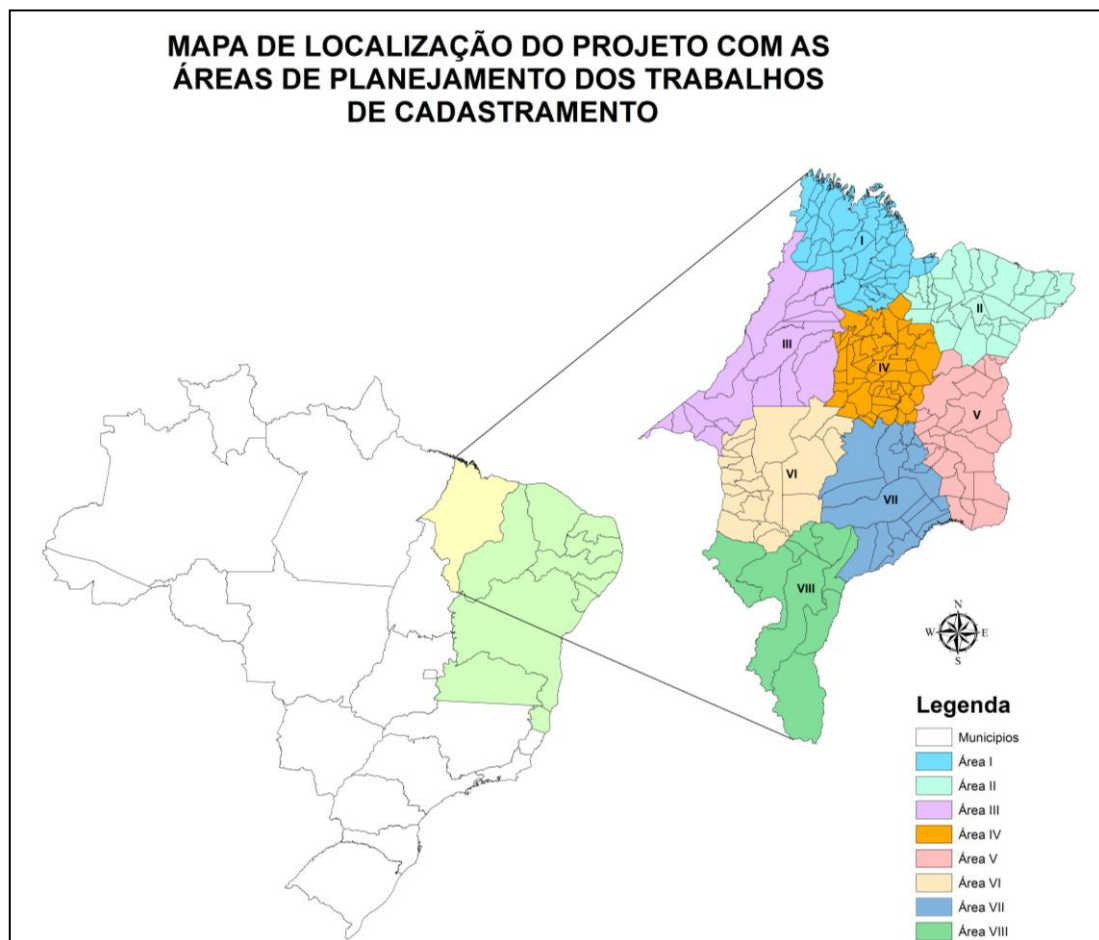 MAPA DE LOCALIZAÇÃO DO PROJETO COM AS
ÁREAS DE PLANEJAMENTO DOS TRABALHOS
DE CADASTRAMENTO
I
II
III
IV
V
VI
VII
VIII
N
W
E
S
Legenda
Municipios
Área I
Área II
Área III
Área IV
Área V
Área VI
Área VII
Área VIII